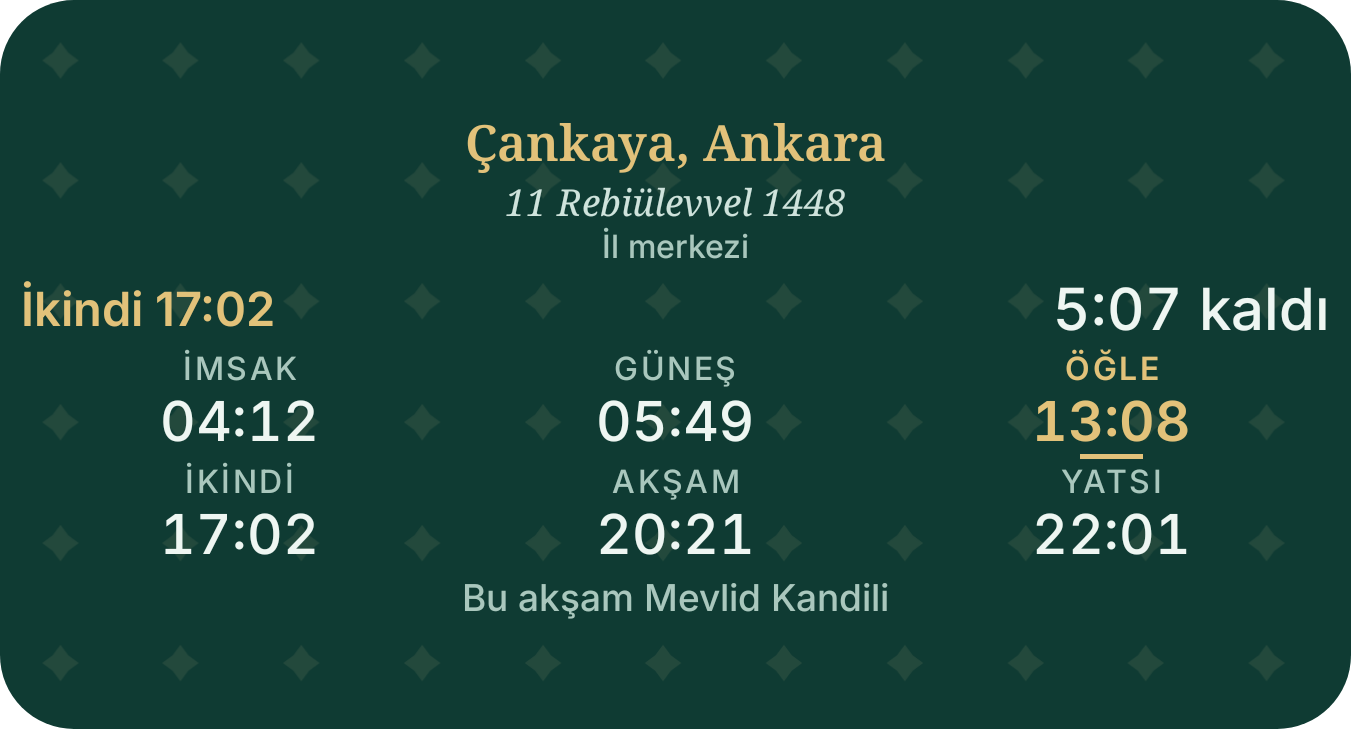 Çankaya, Ankara
11 Rebiülevvel 1448
İl merkezi
İkindi 17:02 5:07 kaldı
İMSAK GÜNEŞ ÖĞLE
04:12 05:49 13:08
İKİNDİ AKŞAM YATSI
17:02 20:21 22:01
Bu akşam Mevlid Kandili